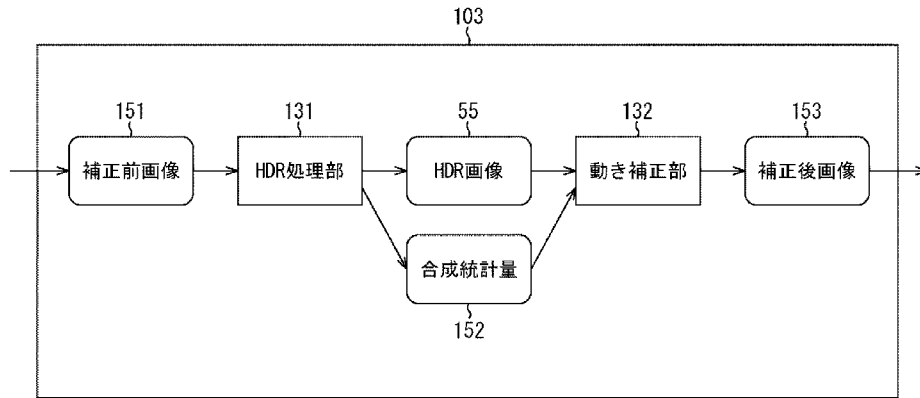 103
151
131
55
132
153
補正前画像
HDR処理部
HDR画像
動き補正部
補正後画像
合成統計量
152